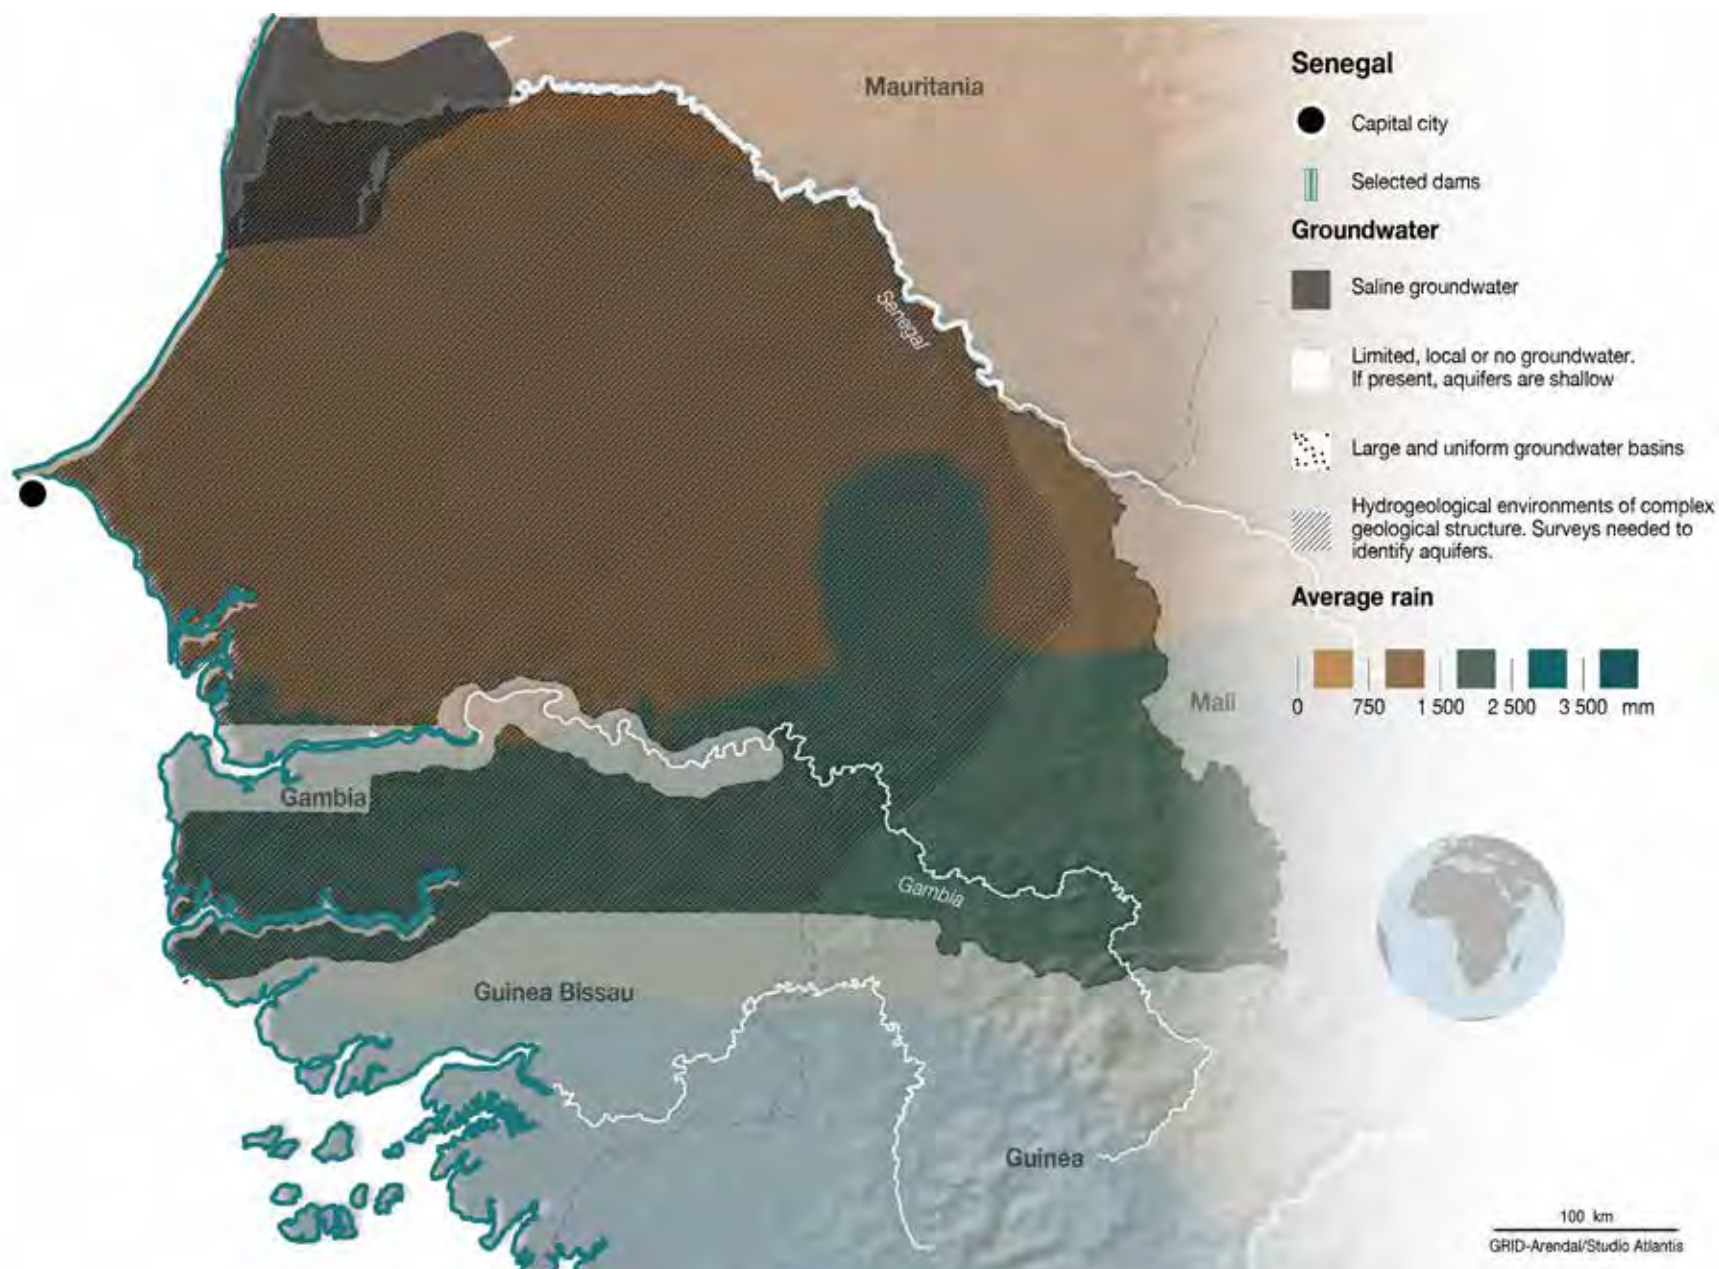 Mauritania
Senegal
Gambia
Gambia
Mali
Guinea Bissau
Guinea
Senegal
Capital city
Selected dams
Groundwater
Saline groundwater
Limited, local or no groundwater.
If present, aquifers are shallow
Large and uniform groundwater basins
Hydrogeological environments of complex
geological structure. Surveys needed to
identify aquifers.
Average rain
0 750 1 500 2 500 3 500 mm
100 km
GRID-Arendal/Studio Atlantis